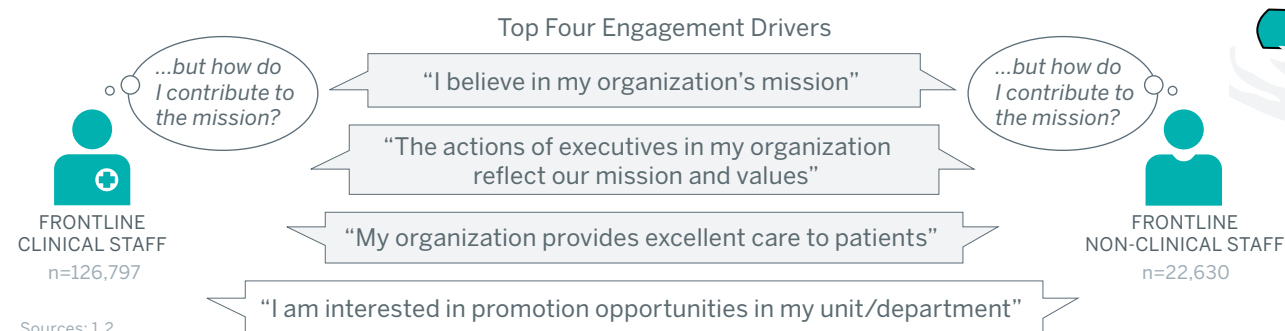 Top Four Engagement Drivers
...but how do
I contribute to
the mission?
“I believe in my organization’s mission”
...but how do
I contribute to
the mission?
“The actions of executives in my organization
reflect our mission and values”
“My organization provides excellent care to patients”
“I am interested in promotion opportunities in my unit/department”
FRONTLINE
CLINICAL STAFF
n=126,797
FRONTLINE
NON-CLINICAL STAFF
n=22,630
Sources: 1, 2